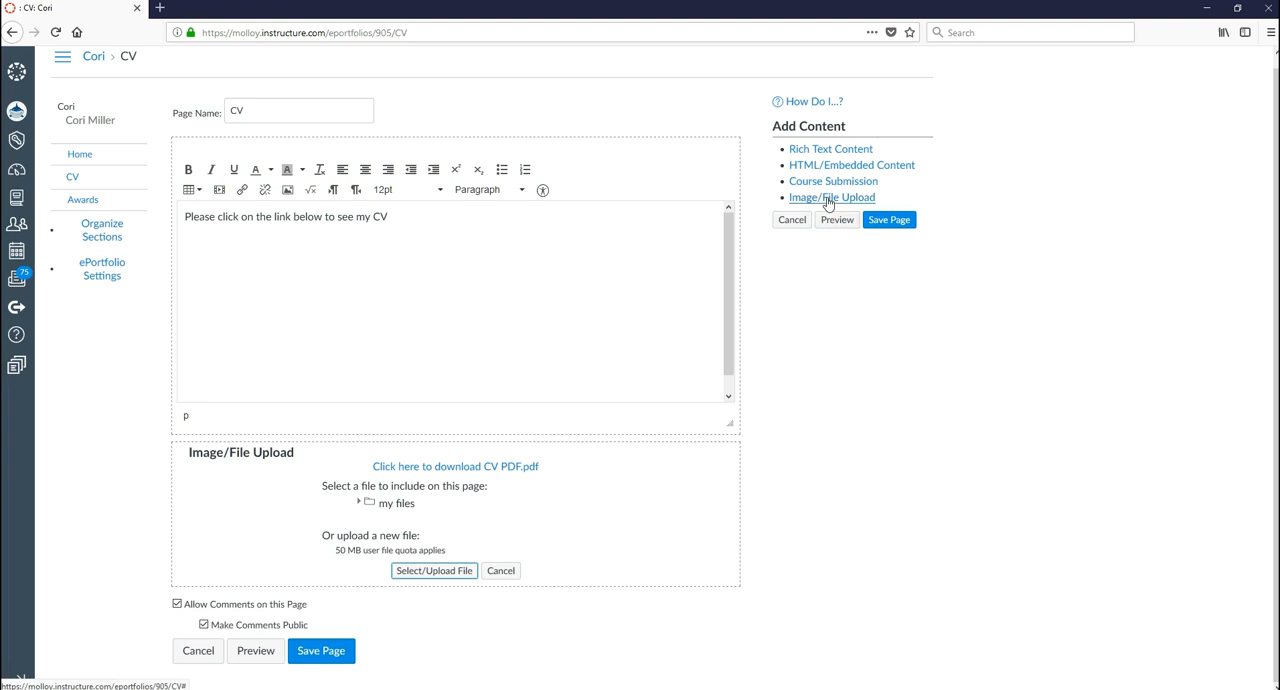 : CV: Cori
https://molloy.instructure.com/eportfolios/905/CV
Search
Cori > CV
Cori
Cori Miller
Home
CV
Awards
Organize
Sections
ePortfolio
Settings
75
Page Name: CV
12pt
Paragraph
Please click on the link below to see my CV
p
Image/File Upload
Click here to download CV PDF.pdf
Select a file to include on this page:
my files
Or upload a new file:
50 MB user file quota applies
Select/Upload File Cancel
Allow Comments on this Page
Make Comments Public
Cancel Preview Save Page
How Do I...?
Add Content
Rich Text Content
HTML/Embedded Content
Course Submission
Image/File Upload
Cancel Preview Save Page
https://molloy.instructure.com/eportfolios/905/CV#